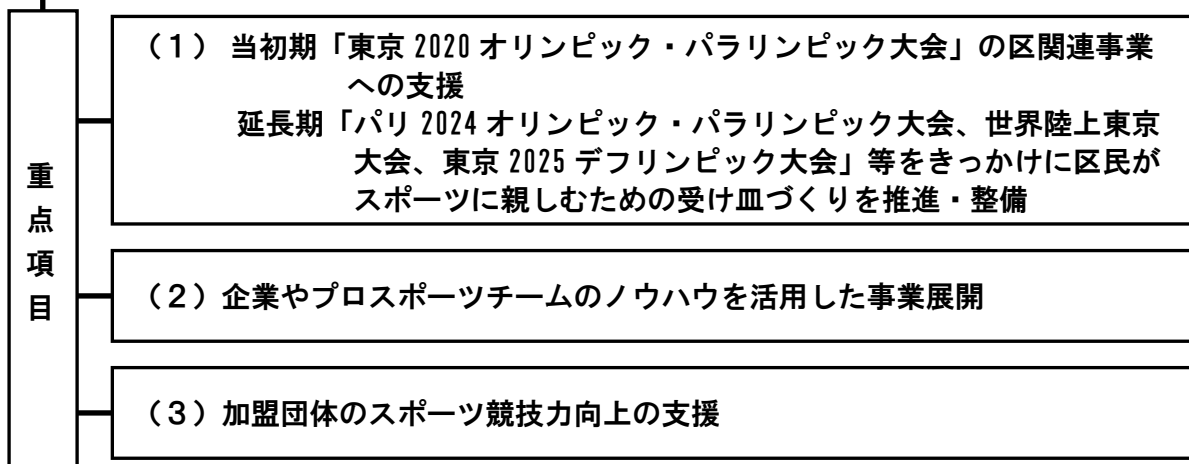 重点項目
（１） 当初期「東京 2020 オリンピック・パラリンピック大会」の区関連事業
への支援
延長期「パリ 2024 オリンピック・パラリンピック大会、世界陸上東京
大会、東京 2025 デフリンピック大会」等をきっかけに区民が
スポーツに親しむための受け皿づくりを推進・整備
（２）企業やプロスポーツチームのノウハウを活用した事業展開
（３）加盟団体のスポーツ競技力向上の支援